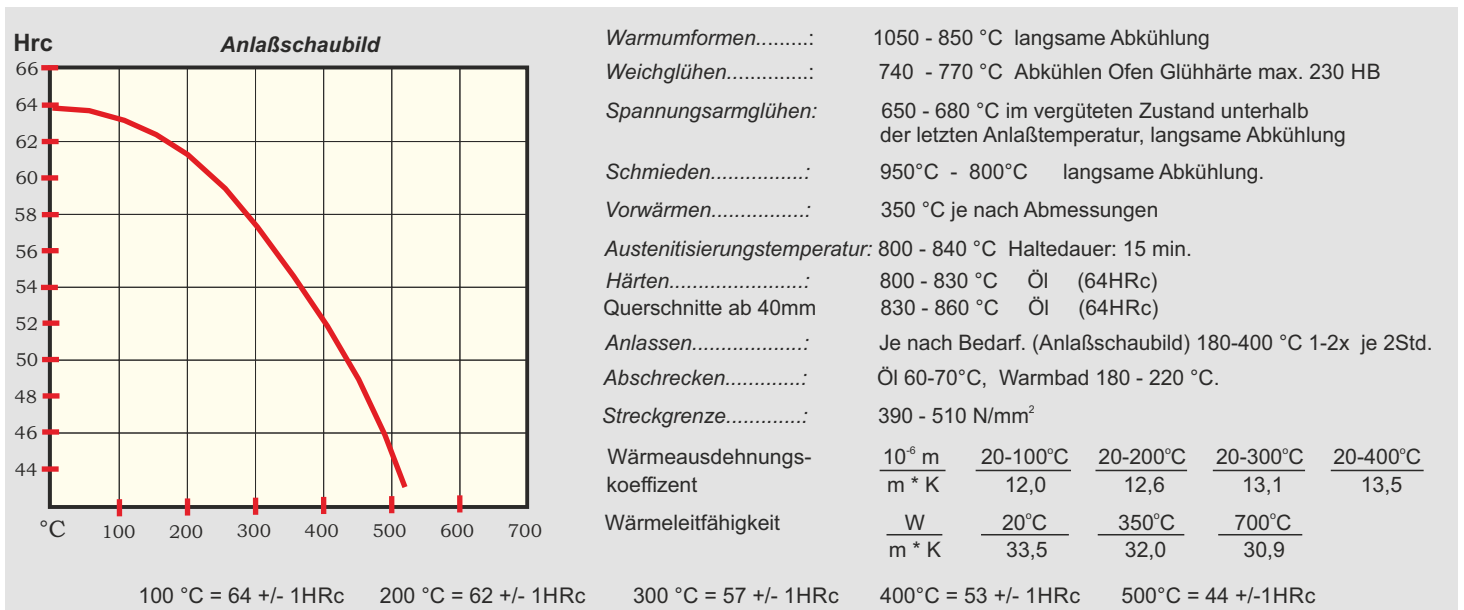 Hrc
Anlaßschaubild
66
64
62
60
58
56
54
52
50
48
46
44
°C 100 200 300 400 500 600 700
Warmumformen.........: 1050 - 850 °C langsame Abkühlung
Weichglühen..............: 740 - 770 °C Abkühlen Ofen Glühhärte max. 230 HB
Spannungsarmglühen: 650 - 680 °C im vergüteten Zustand unterhalb
der letzten Anlaßtemperatur, langsame Abkühlung
Schmieden................: 950°C - 800°C langsame Abkühlung.
Vorwärmen................: 350 °C je nach Abmessungen
Austenitisierungstemperatur: 800 - 840 °C Haltedauer: 15 min.
Härten.......................: 800 - 830 °C Öl (64HRc)
Querschnitte ab 40mm 830 - 860 °C Öl (64HRc)
Anlassen...................: Je nach Bedarf. (Anlaßschaubild) 180-400 °C 1-2x je 2Std.
Abschrecken.............: Öl 60-70°C, Warmbad 180 - 220 °C.
Streckgrenze.............: 390 - 510 N/mm²
Wärmeausdehnungs- 10⁻⁶ m 20-100°C 20-200°C 20-300°C 20-400°C
koeffizent m * K 12,0 12,6 13,1 13,5
Wärmeleitfähigkeit W 20°C 350°C 700°C
m * K 33,5 32,0 30,9
100 °C = 64 +/- 1HRc 200 °C = 62 +/- 1HRc 300 °C = 57 +/- 1HRc 400°C = 53 +/- 1HRc 500°C = 44 +/-1HRc